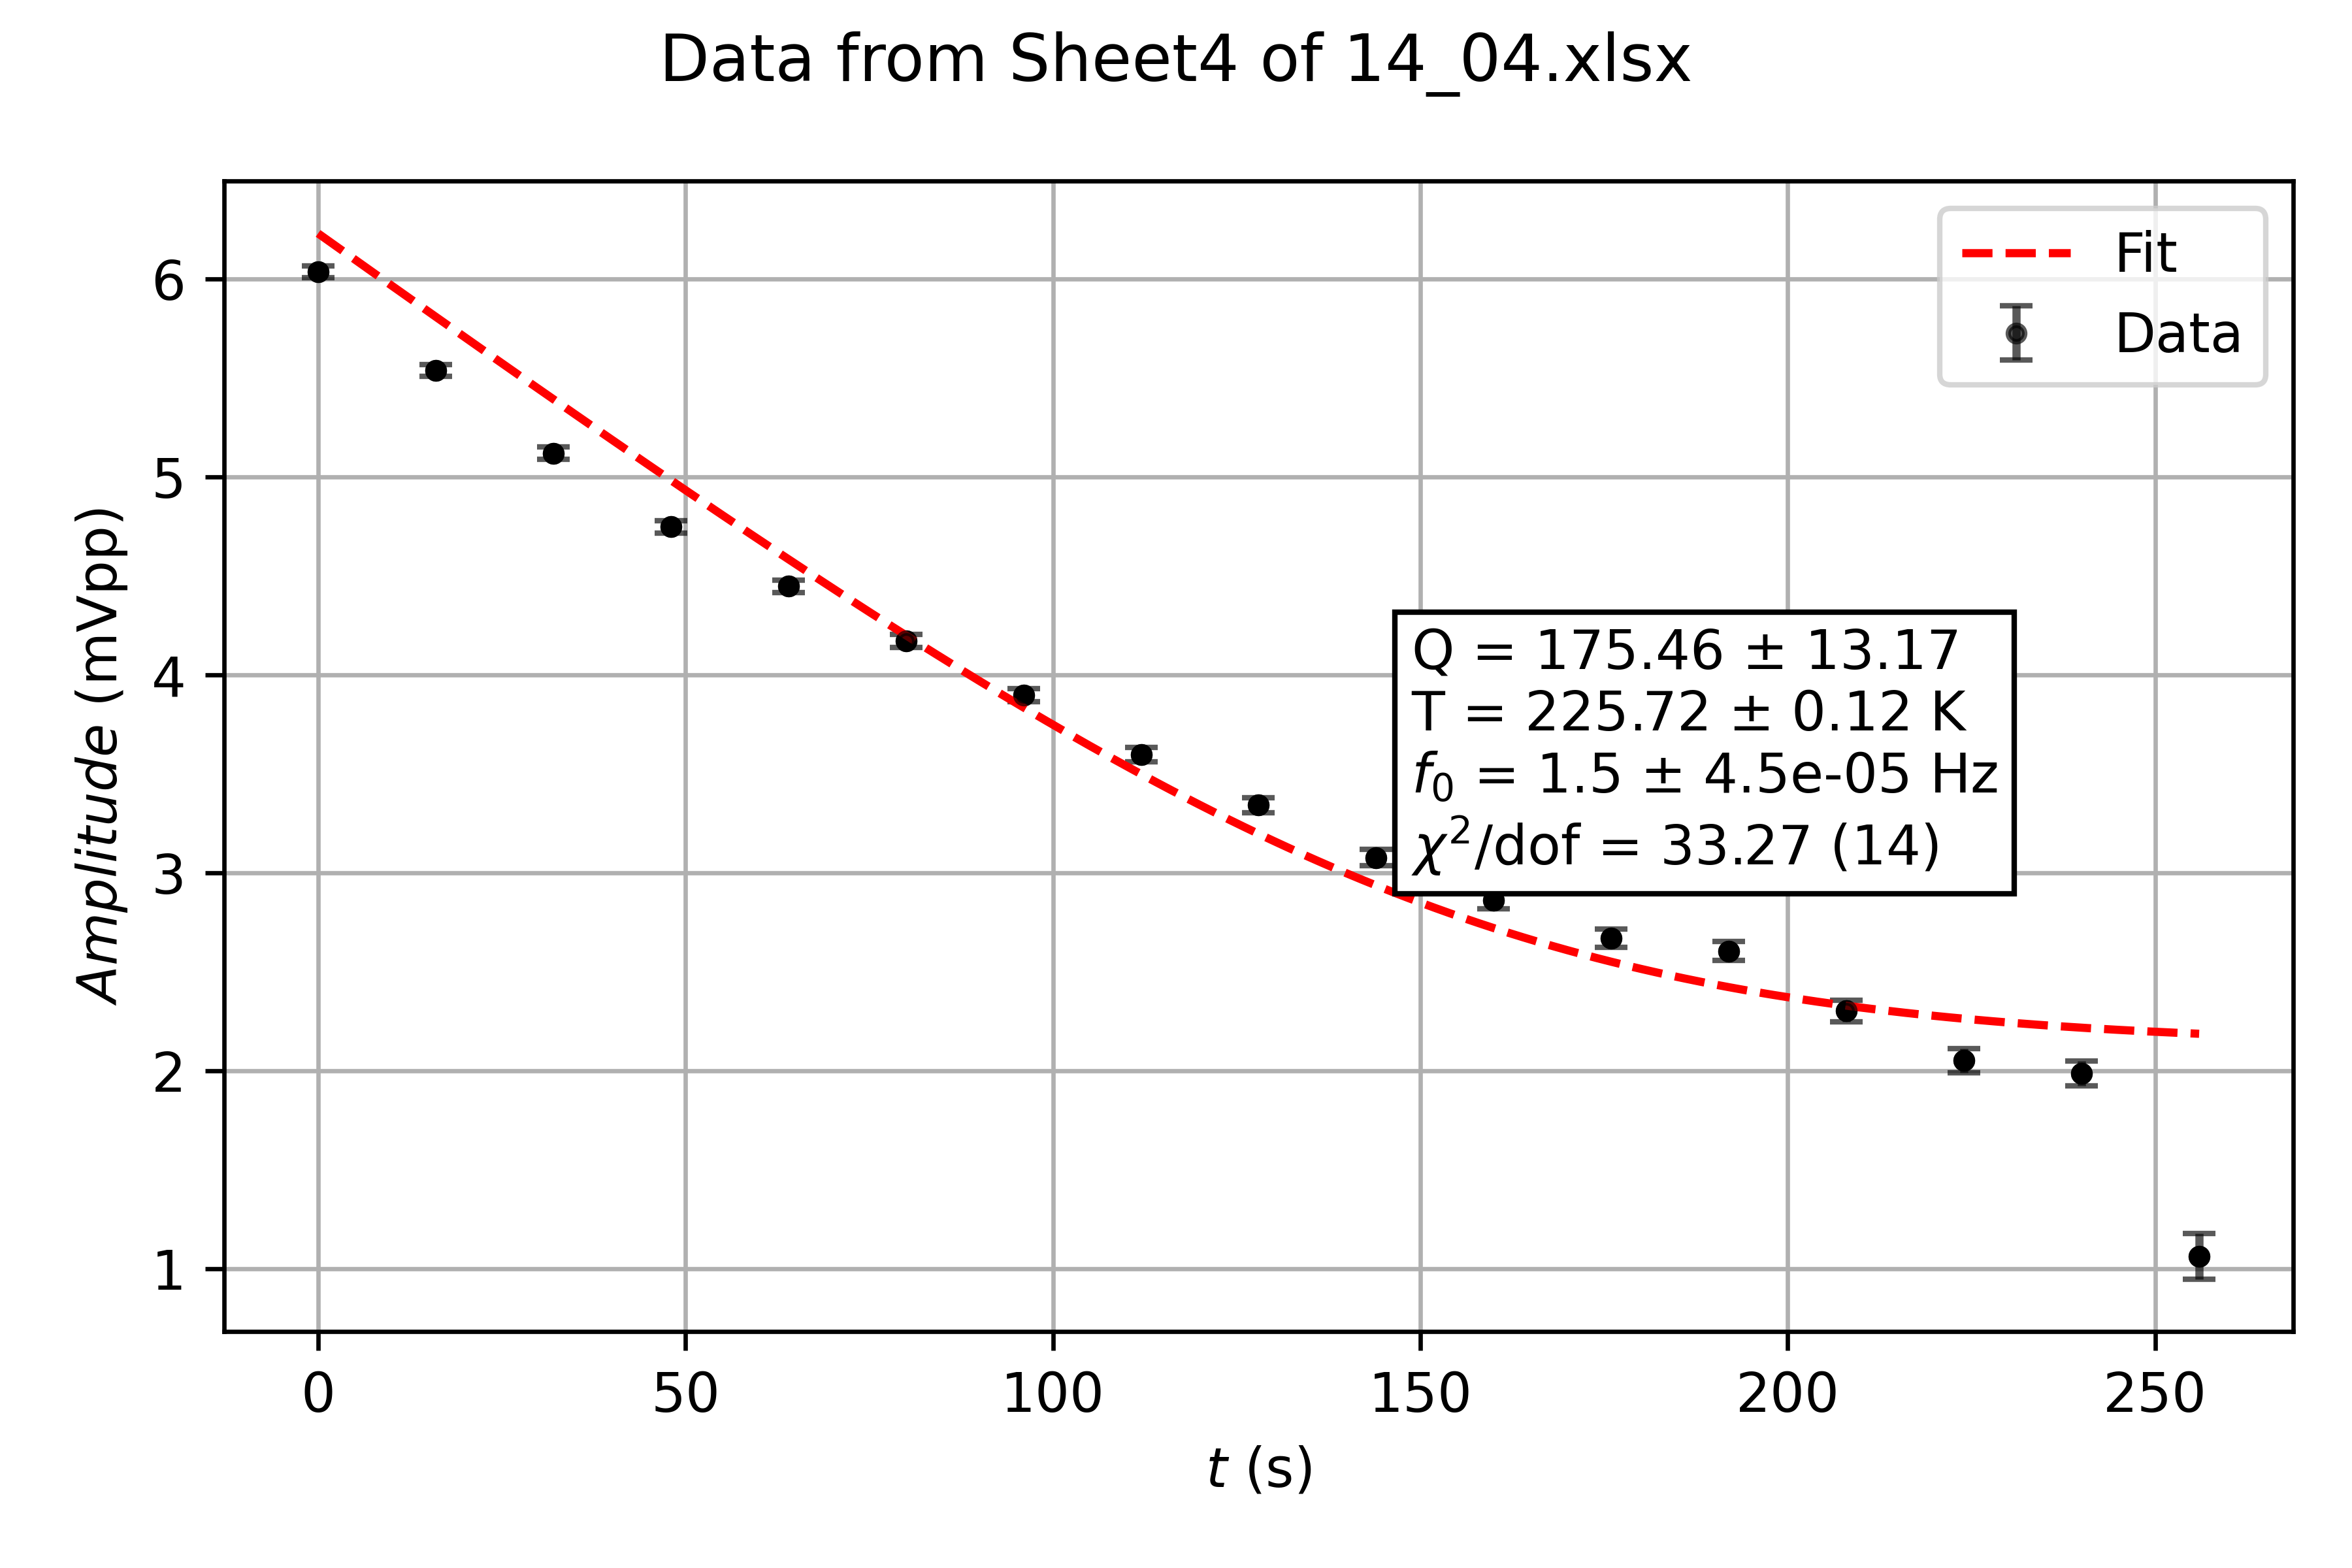 Data from Sheet4 of 14_04.xlsx
Fit
Data
Q = 175.46 ± 13.17
T = 225.72 ± 0.12 K
f₀ = 1.5 ± 4.5e-05 Hz
χ²/dof = 33.27 (14)
Amplitude (mVpp)
6
5
4
3
2
1
0 50 100 150 200 250
t (s)